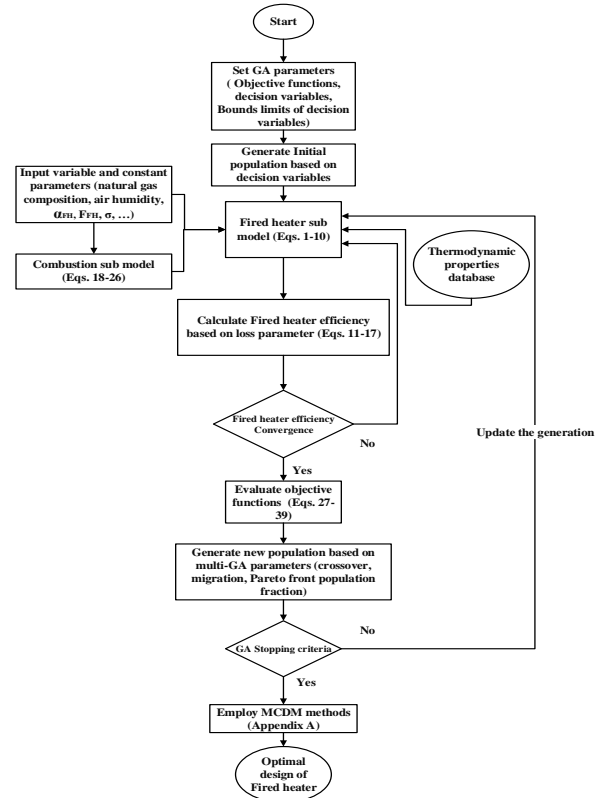 Start
Set GA parameters
( Objective functions,
decision variables,
Bounds limits of decision
variables)
Generate Initial
population based on
decision variables
Input variable and constant
parameters (natural gas
composition, air humidity,
αFH, FFH, σ, ...)
Combustion sub model
(Eqs. 18-26)
Fired heater sub
model (Eqs. 1-10)
Thermodynamic
properties
database
Calculate Fired heater efficiency
based on loss parameter (Eqs. 11-17)
Fired heater efficiency
Convergence
No
Yes
Update the generation
Evaluate objective
functions (Eqs. 27-
39)
Generate new population based on
multi-GA parameters (crossover,
migration, Pareto front population
fraction)
GA Stopping criteria
No
Yes
Employ MCDM methods
(Appendix A)
Optimal
design of
Fired heater